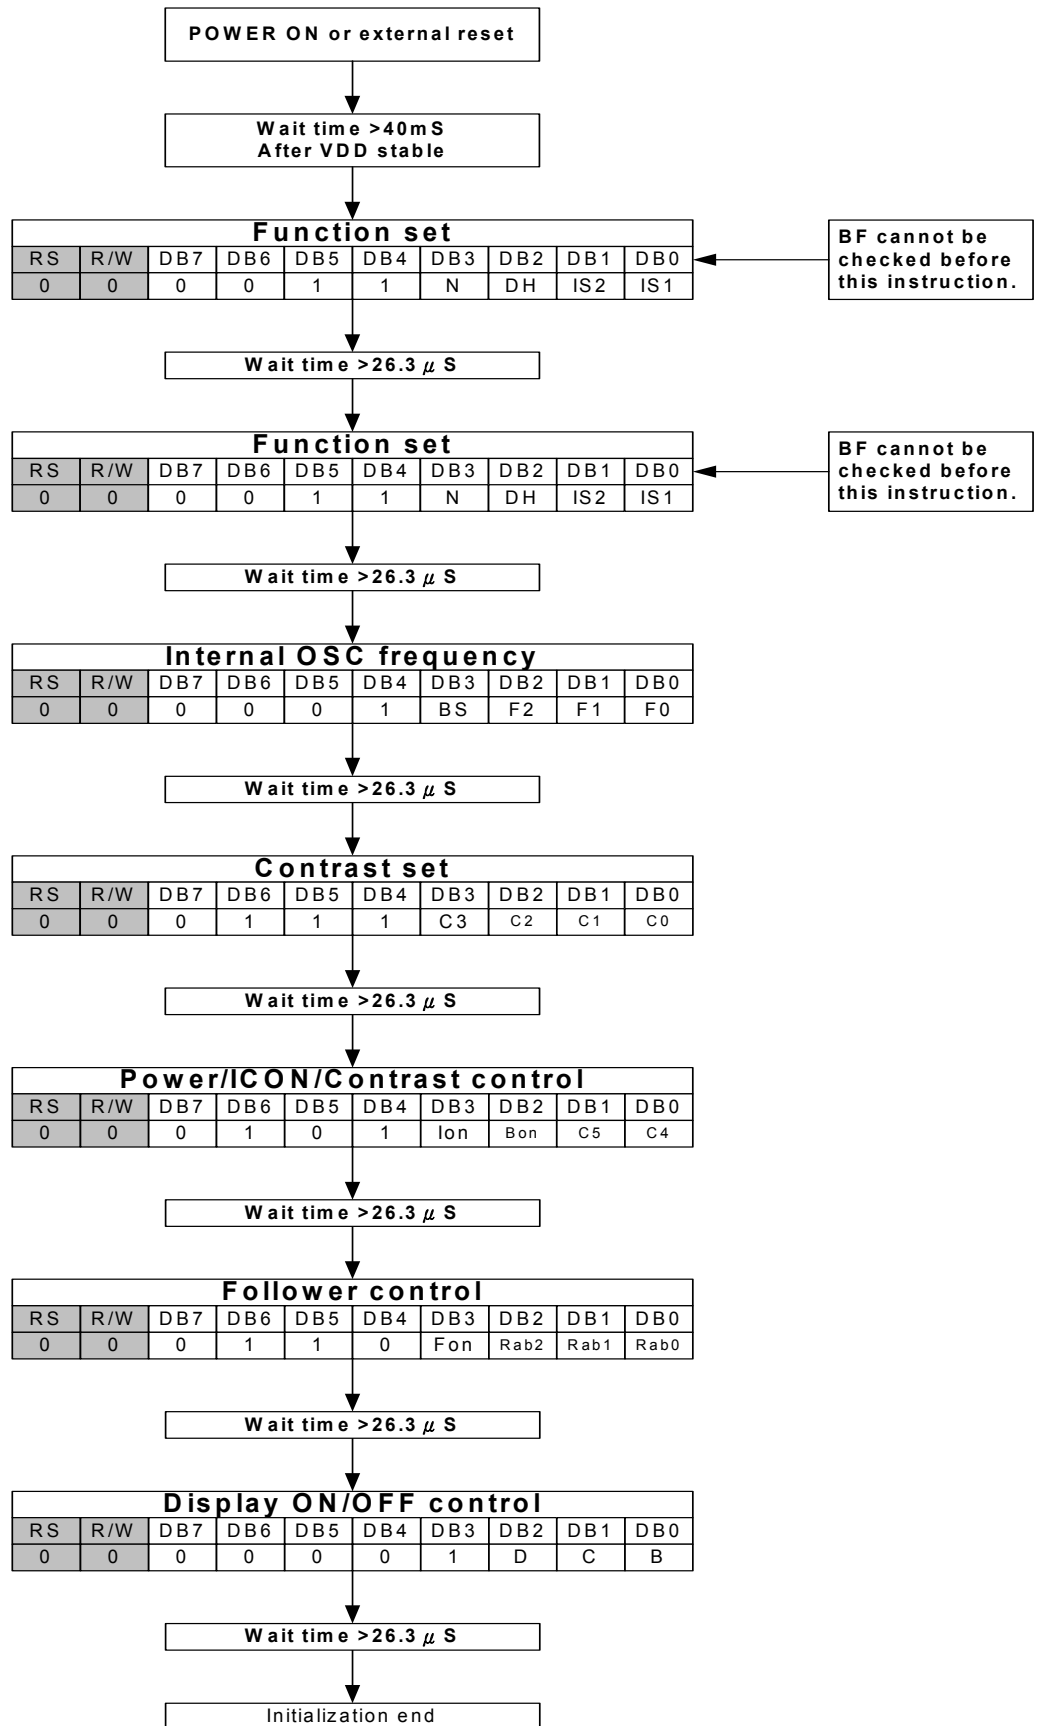 POWER ON or external reset
Wait time >40mS
After VDD stable
Function set
RS R/W DB7 DB6 DB5 DB4 DB3 DB2 DB1 DB0
0 0 0 0 1 1 N DH IS2 IS1
BF cannot be
checked before
this instruction.
Wait time >26.3 μ S
Function set
RS R/W DB7 DB6 DB5 DB4 DB3 DB2 DB1 DB0
0 0 0 0 1 1 N DH IS2 IS1
BF cannot be
checked before
this instruction.
Wait time >26.3 μ S
Internal OSC frequency
RS R/W DB7 DB6 DB5 DB4 DB3 DB2 DB1 DB0
0 0 0 0 0 1 BS F2 F1 F0
Wait time >26.3 μ S
Contrast set
RS R/W DB7 DB6 DB5 DB4 DB3 DB2 DB1 DB0
0 0 0 1 1 1 C3 C2 C1 C0
Wait time >26.3 μ S
Power/ICON/Contrast control
RS R/W DB7 DB6 DB5 DB4 DB3 DB2 DB1 DB0
0 0 0 1 0 1 Ion Bon C5 C4
Wait time >26.3 μ S
Follower control
RS R/W DB7 DB6 DB5 DB4 DB3 DB2 DB1 DB0
0 0 0 1 1 0 Fon Rab2 Rab1 Rab0
Wait time >26.3 μ S
Display ON/OFF control
RS R/W DB7 DB6 DB5 DB4 DB3 DB2 DB1 DB0
0 0 0 0 0 0 1 D C B
Wait time >26.3 μ S
Initialization end